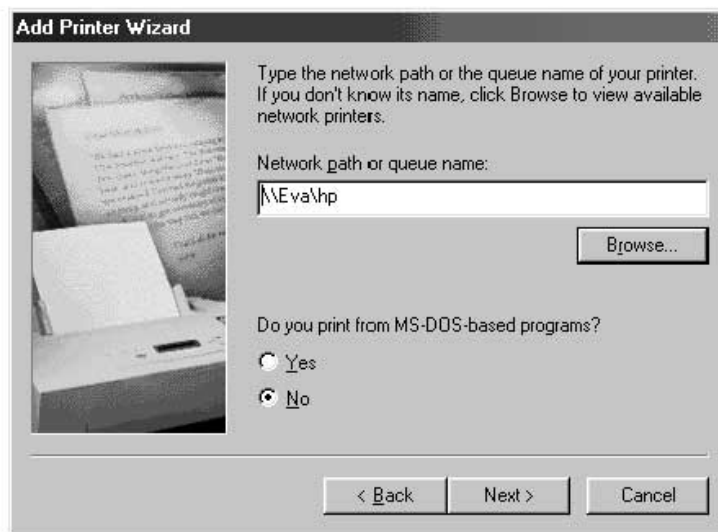 Add Printer Wizard
Type the network path or the queue name of your printer.
If you don't know its name, click Browse to view available
network printers.
Network path or queue name:
\\Eva\hp
Browse...
Do you print from MS-DOS-based programs?
Yes
No
< Back
Next >
Cancel